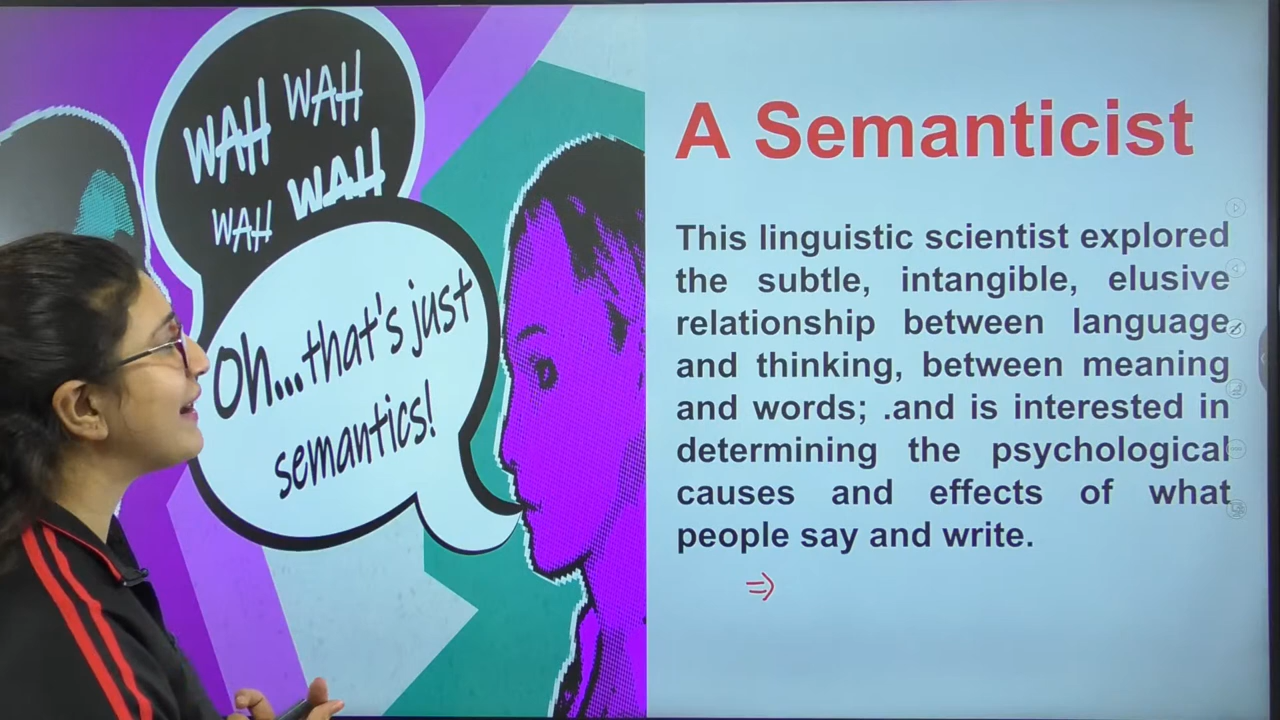 WAH WAH
WAH WAH
Oh...that's just
semantics!
A Semanticist
This linguistic scientist explored
the subtle, intangible, elusive
relationship between language
and thinking, between meaning
and words; .and is interested in
determining the psychological
causes and effects of what
people say and write.
⇒